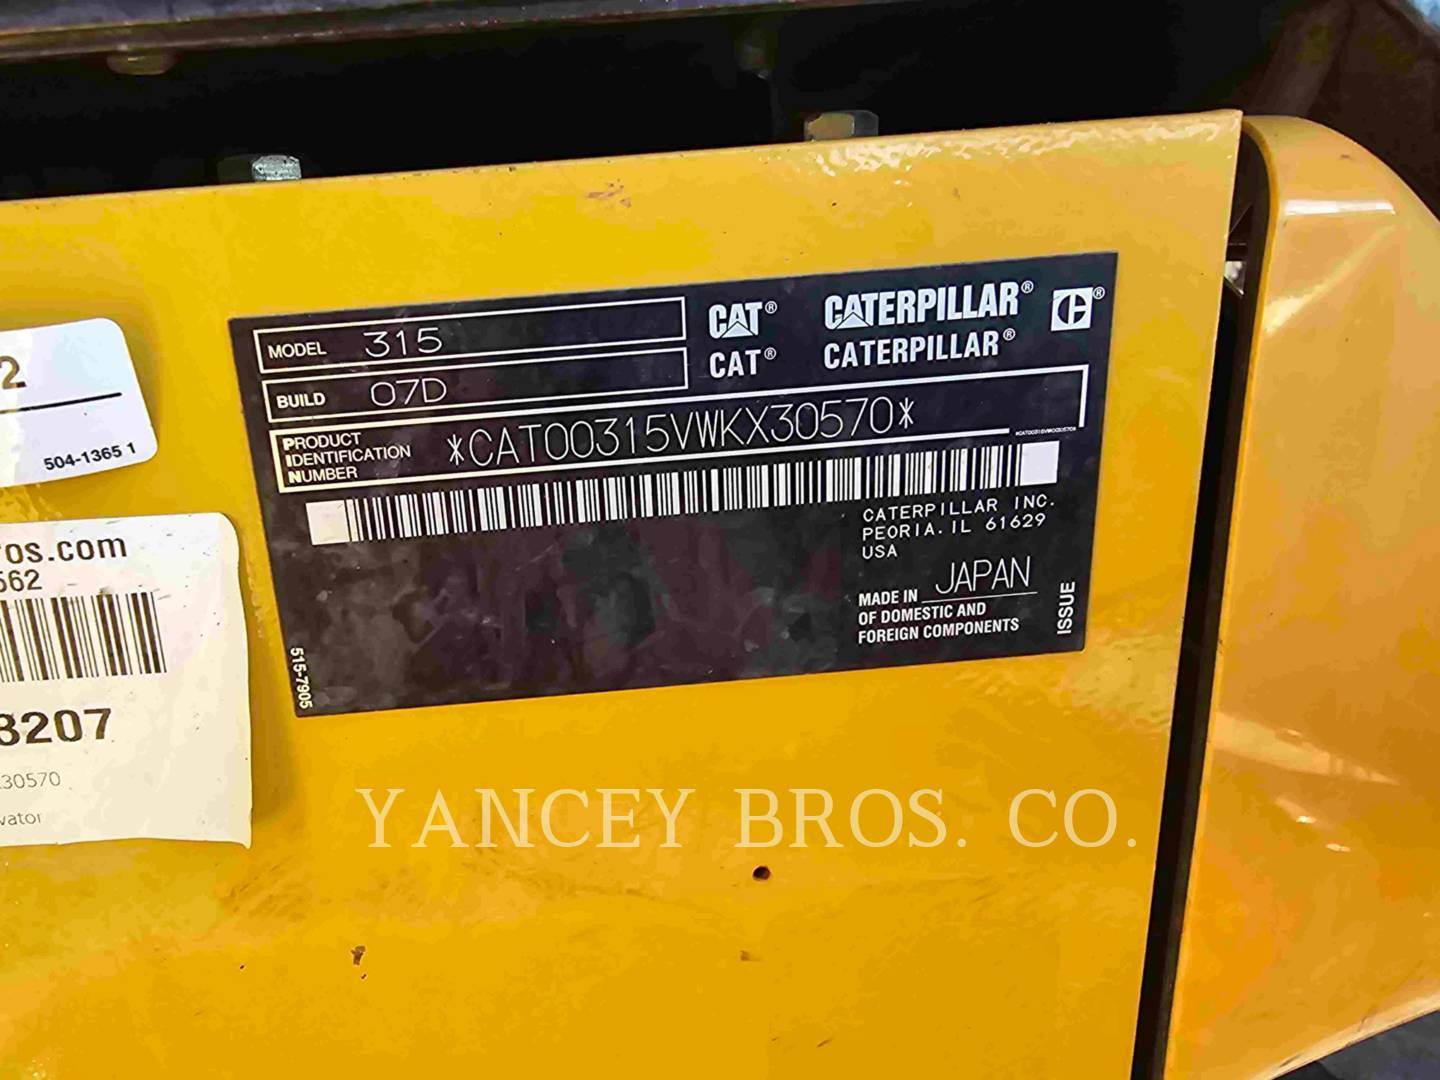 MODEL 315
BUILD 07D
CAT® CATERPILLAR®
CAT® CATERPILLAR®
PRODUCT
IDENTIFICATION
NUMBER
*CAT00315VWKX30570*
CATERPILLAR INC.
PEORIA. IL 61629
USA
MADE IN JAPAN
OF DOMESTIC AND
FOREIGN COMPONENTS
ISSUE
515-7905
2
504-1365 1
ros.com
562
8207
30570
vator
YANCEY BROS. CO.